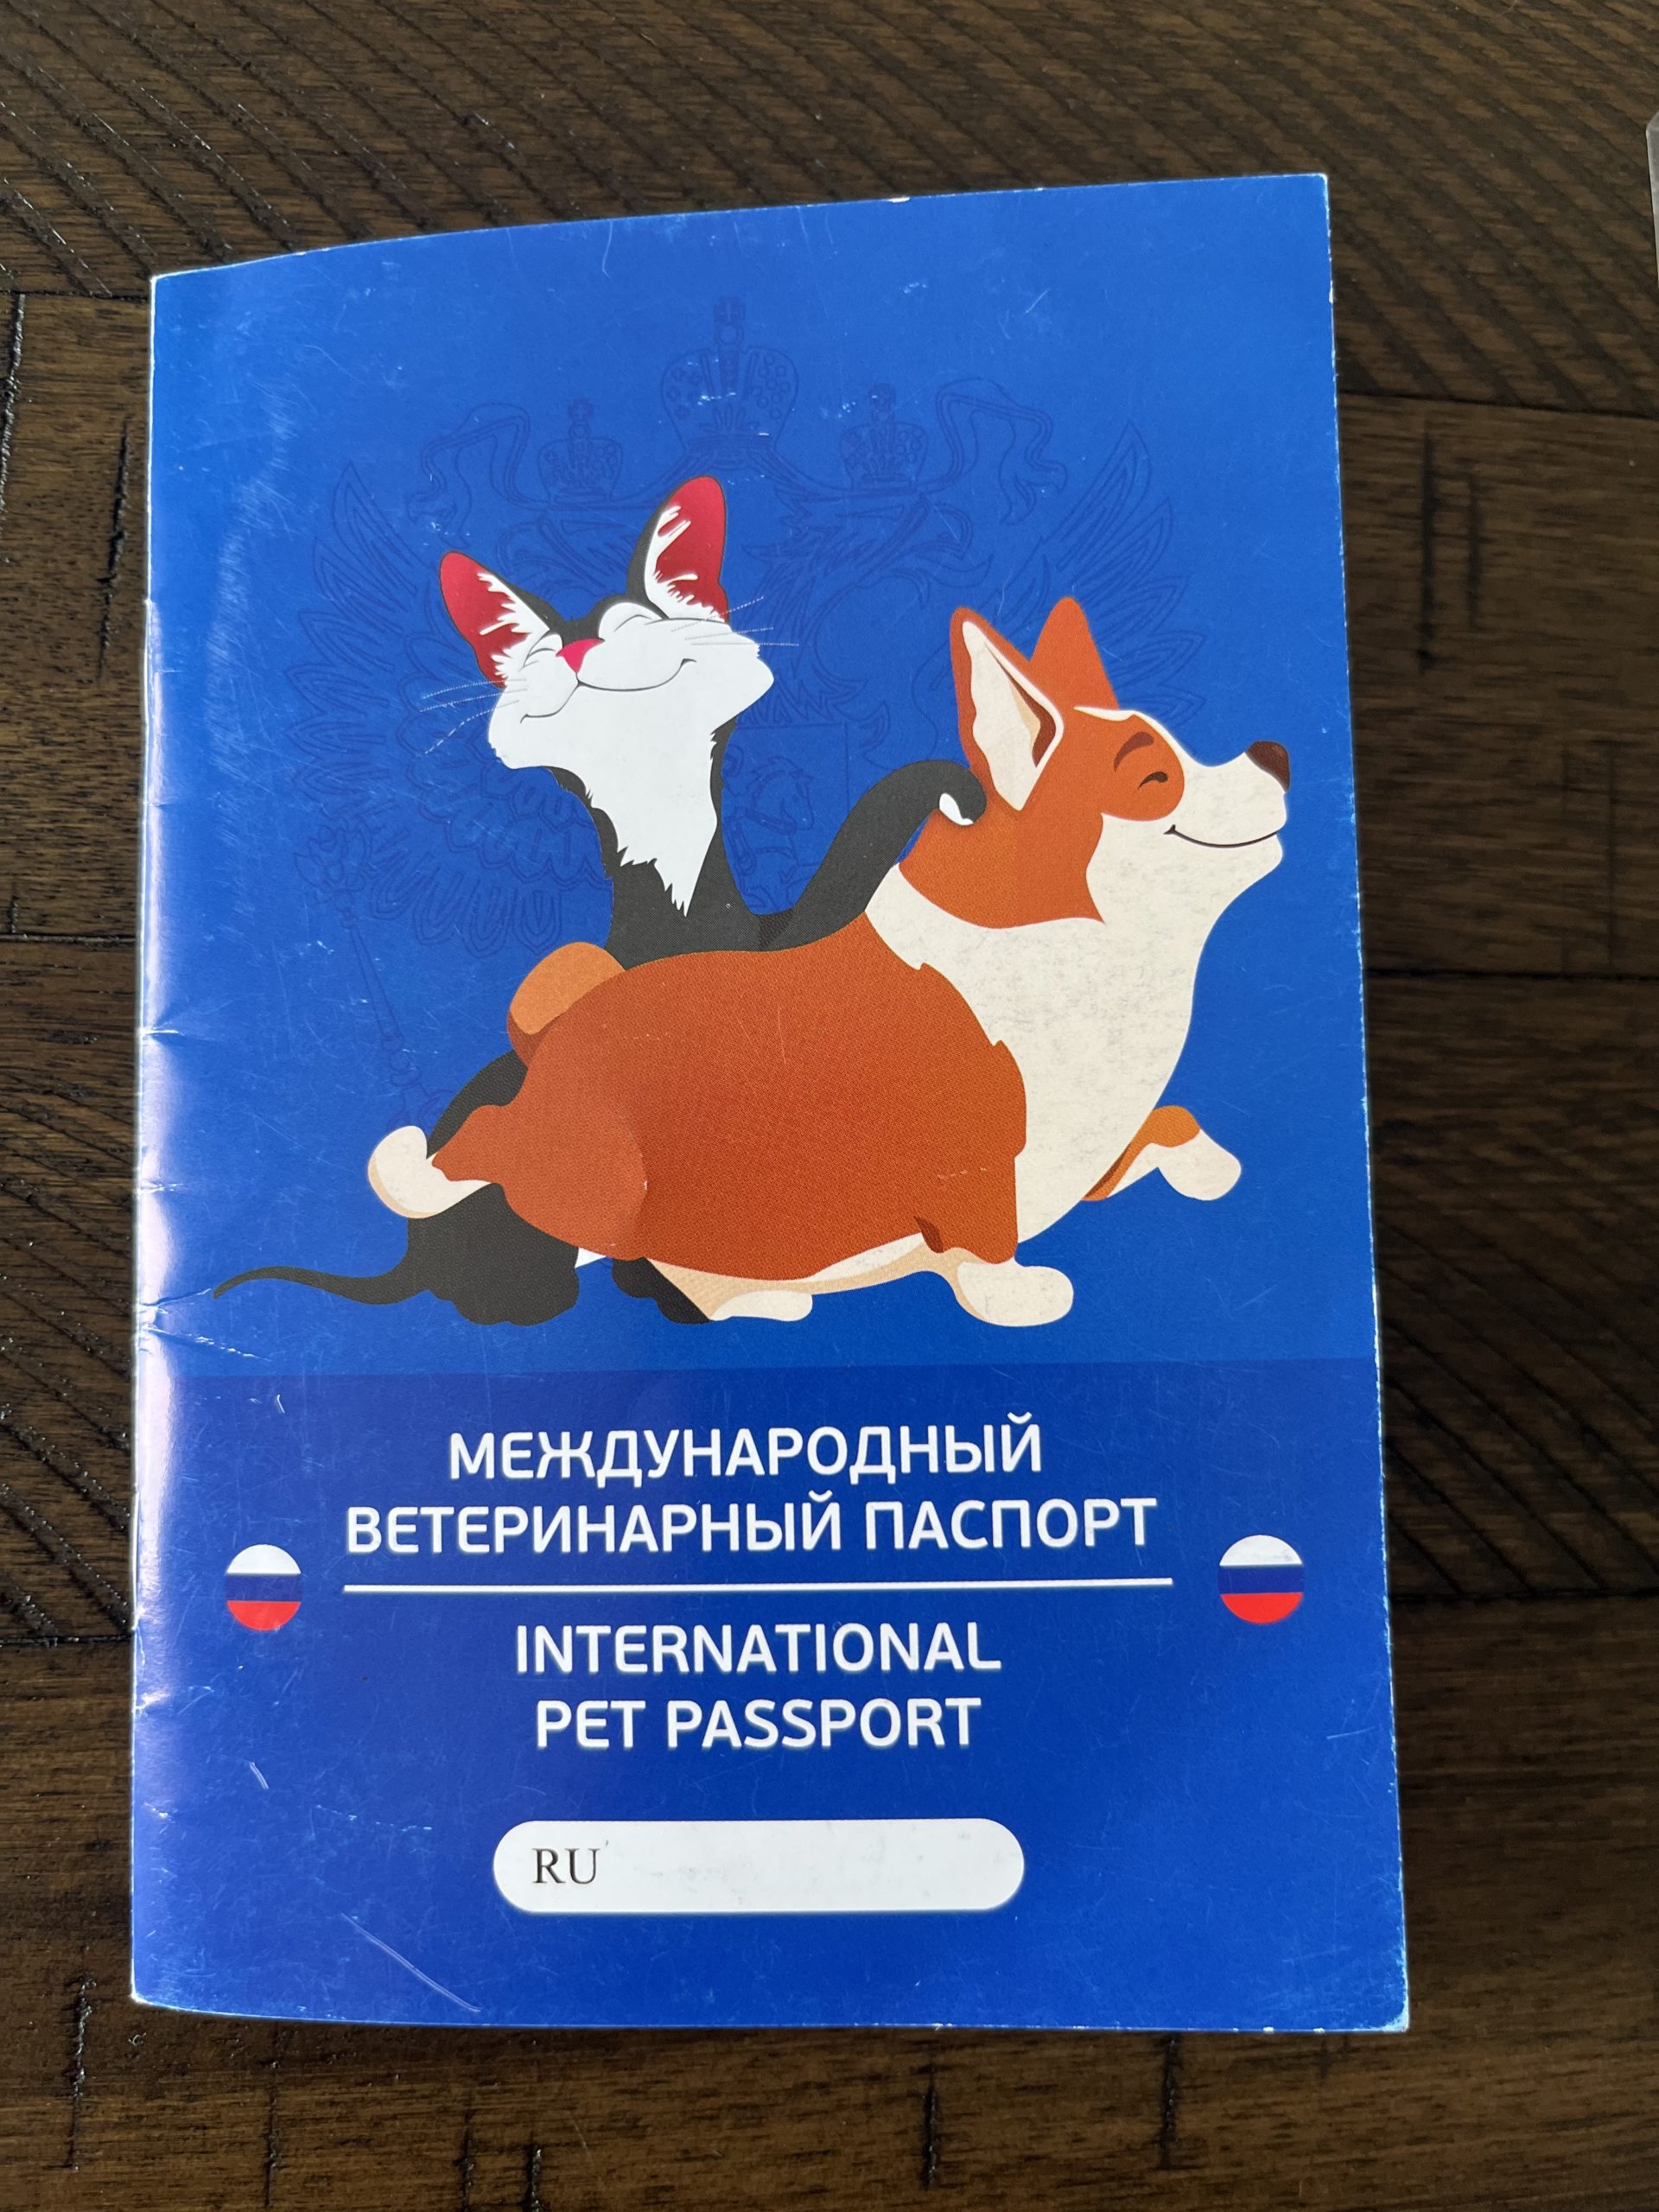 МЕЖДУНАРОДНЫЙ
ВЕТЕРИНАРНЫЙ ПАСПОРТ
INTERNATIONAL
PET PASSPORT
RU